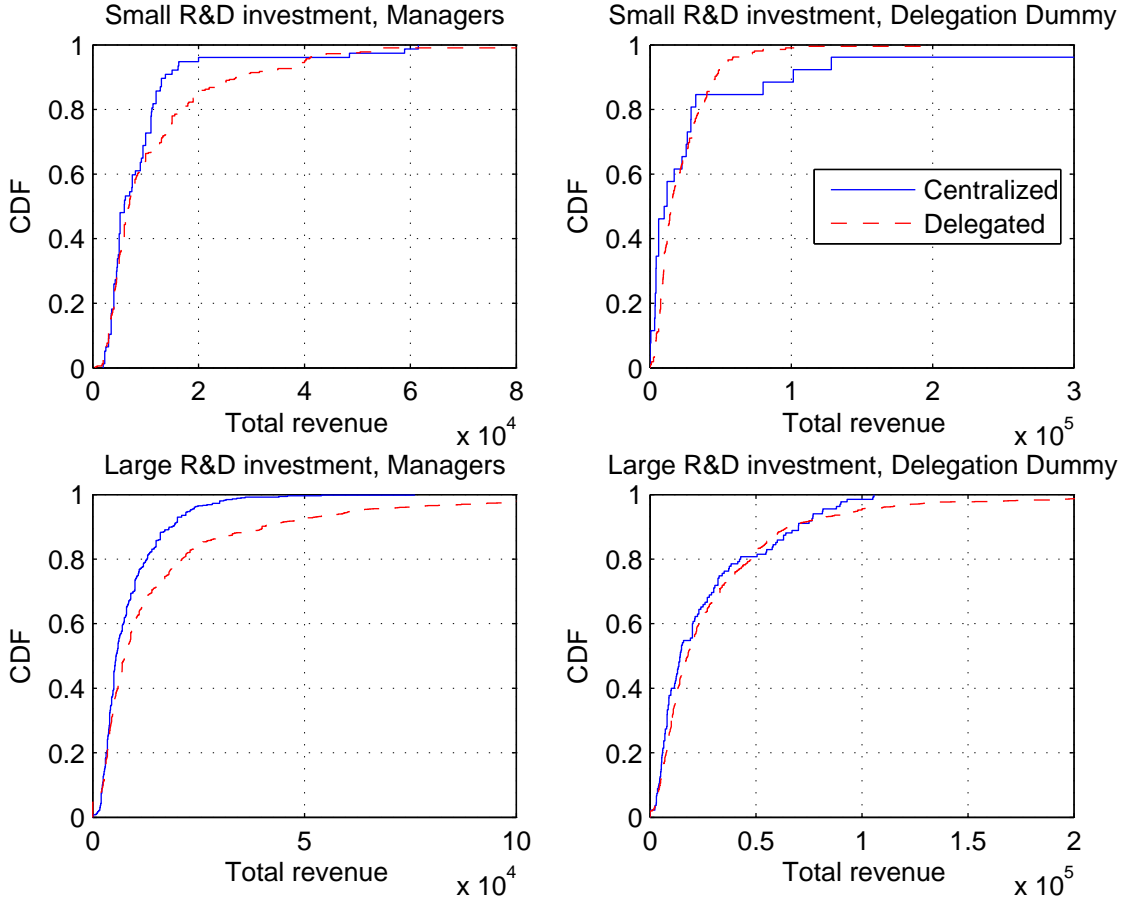 Small R&D investment, Managers
1
0.8
0.6
0.4
0.2
0
CDF
0 2 4 6 8
Total revenue
x 10^4
Small R&D investment, Delegation Dummy
1
0.8
0.6
0.4
0.2
0
CDF
Centralized
Delegated
0 1 2 3
Total revenue
x 10^5
Large R&D investment, Managers
1
0.8
0.6
0.4
0.2
0
CDF
0 5 10
Total revenue
x 10^4
Large R&D investment, Delegation Dummy
1
0.8
0.6
0.4
0.2
0
CDF
0 0.5 1 1.5 2
Total revenue
x 10^5